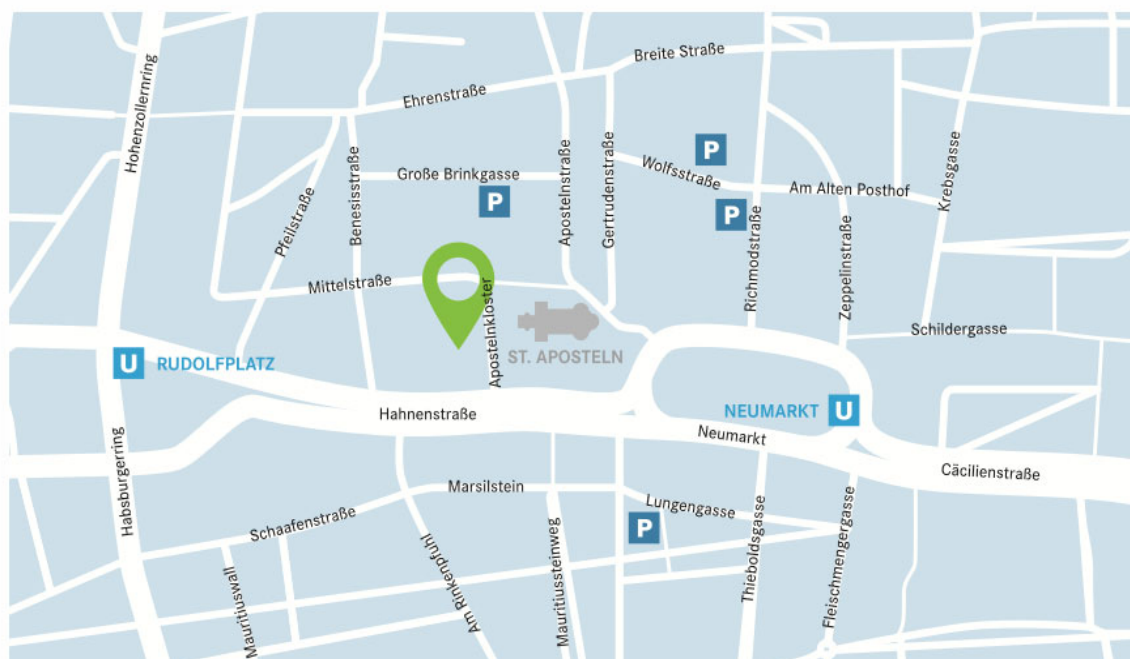 Breite Straße
Hohenzollernring
Ehrenstraße
P
Wolfsstraße
Große Brinkgasse
Am Alten Posthof
Krebsgasse
Benesisstraße
Apostelnstraße
Gertrudenstraße
P
P
Pfeilstraße
Richmodstraße
Zeppelinstraße
Mittelstraße
Apostelnkloster
Schildergasse
ST. APOSTELN
U RUDOLFPLATZ
Hahnenstraße
NEUMARKT U
Neumarkt
Cäcilienstraße
Habsburgerring
Marsilstein
Lungengasse
Schaafenstraße
P
Thieboldsgasse
Fleischmengergasse
Mauritiuswall
Am Rinkenpfuhl
Mauritiussteinweg